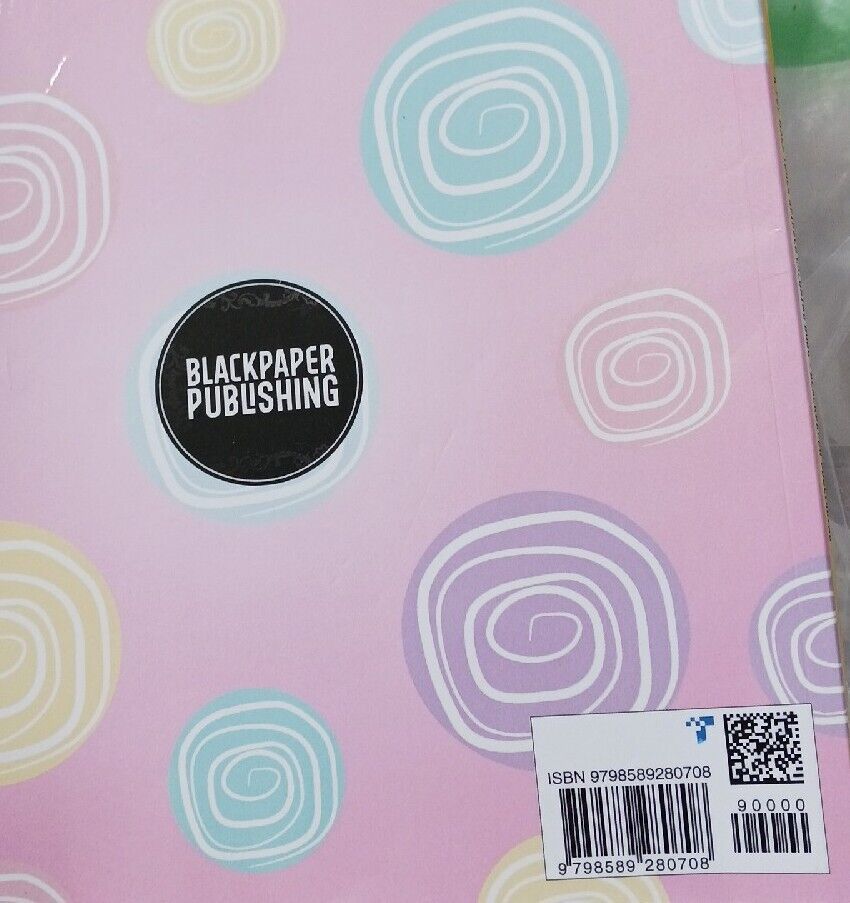 BLACKPAPER
PUBLISHING
ISBN 9798589280708
90000
9 798589 280708